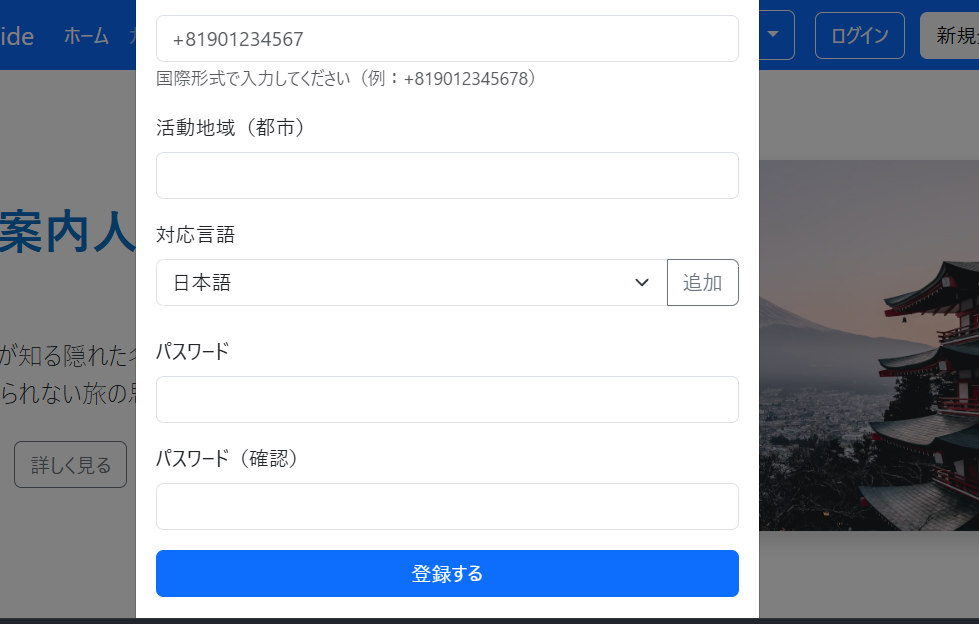 ide
ホーム
ログイン
新規
+81901234567
国際形式で入力してください（例：+819012345678）
活動地域（都市）
対応言語
日本語
追加
パスワード
パスワード（確認）
登録する
案内人
が知る隠れた
られない旅の
詳しく見る